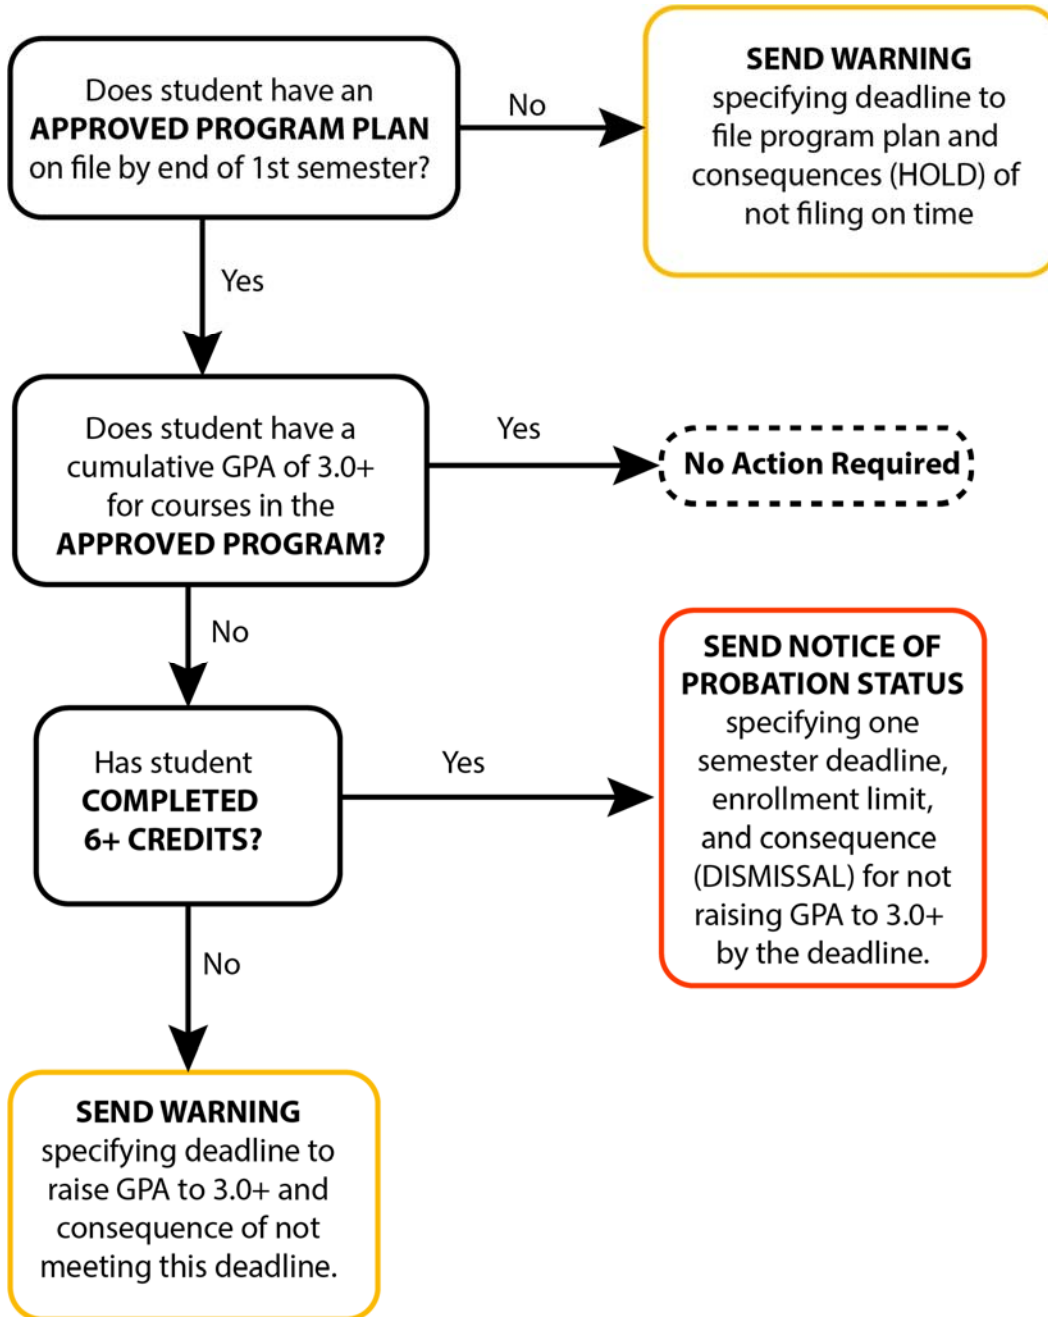 Does student have an
APPROVED PROGRAM PLAN
on file by end of 1st semester?
No
SEND WARNING
specifying deadline to
file program plan and
consequences (HOLD) of
not filing on time
Yes
Does student have a
cumulative GPA of 3.0+
for courses in the
APPROVED PROGRAM?
Yes
No Action Required
No
Has student
COMPLETED
6+ CREDITS?
Yes
SEND NOTICE OF
PROBATION STATUS
specifying one
semester deadline,
enrollment limit,
and consequence
(DISMISSAL) for not
raising GPA to 3.0+
by the deadline.
No
SEND WARNING
specifying deadline to
raise GPA to 3.0+ and
consequence of not
meeting this deadline.